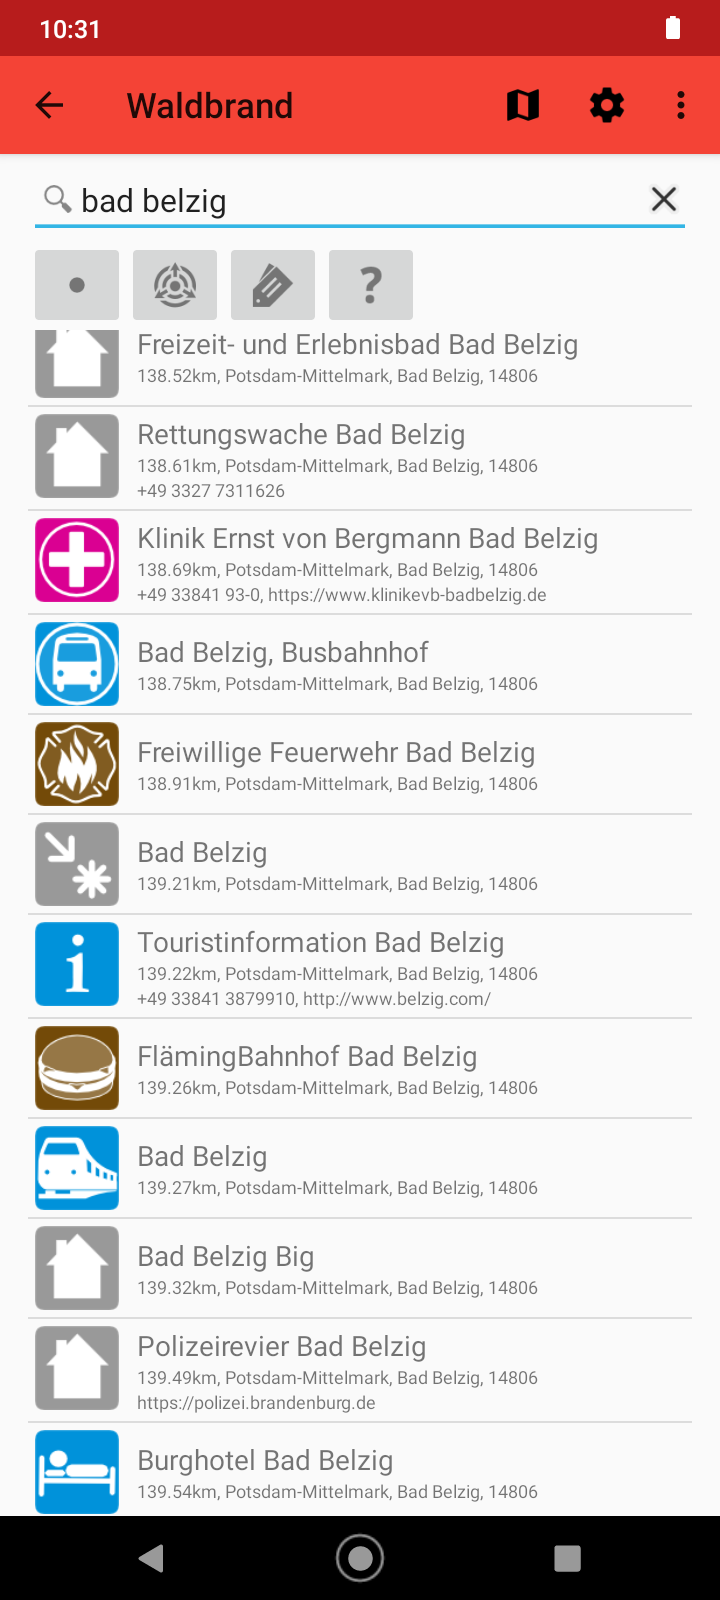 10:31
Waldbrand
bad belzig
?
Freizeit- und Erlebnisbad Bad Belzig
138.52km, Potsdam-Mittelmark, Bad Belzig, 14806
Rettungswache Bad Belzig
138.61km, Potsdam-Mittelmark, Bad Belzig, 14806
+49 3327 7311626
Klinik Ernst von Bergmann Bad Belzig
138.69km, Potsdam-Mittelmark, Bad Belzig, 14806
+49 33841 93-0, https://www.klinikevb-badbelzig.de
Bad Belzig, Busbahnhof
138.75km, Potsdam-Mittelmark, Bad Belzig, 14806
Freiwillige Feuerwehr Bad Belzig
138.91km, Potsdam-Mittelmark, Bad Belzig, 14806
Bad Belzig
139.21km, Potsdam-Mittelmark, Bad Belzig, 14806
Touristinformation Bad Belzig
139.22km, Potsdam-Mittelmark, Bad Belzig, 14806
+49 33841 3879910, http://www.belzig.com/
FlämingBahnhof Bad Belzig
139.26km, Potsdam-Mittelmark, Bad Belzig, 14806
Bad Belzig
139.27km, Potsdam-Mittelmark, Bad Belzig, 14806
Bad Belzig Big
139.32km, Potsdam-Mittelmark, Bad Belzig, 14806
Polizeirevier Bad Belzig
139.49km, Potsdam-Mittelmark, Bad Belzig, 14806
https://polizei.brandenburg.de
Burghotel Bad Belzig
139.54km, Potsdam-Mittelmark, Bad Belzig, 14806